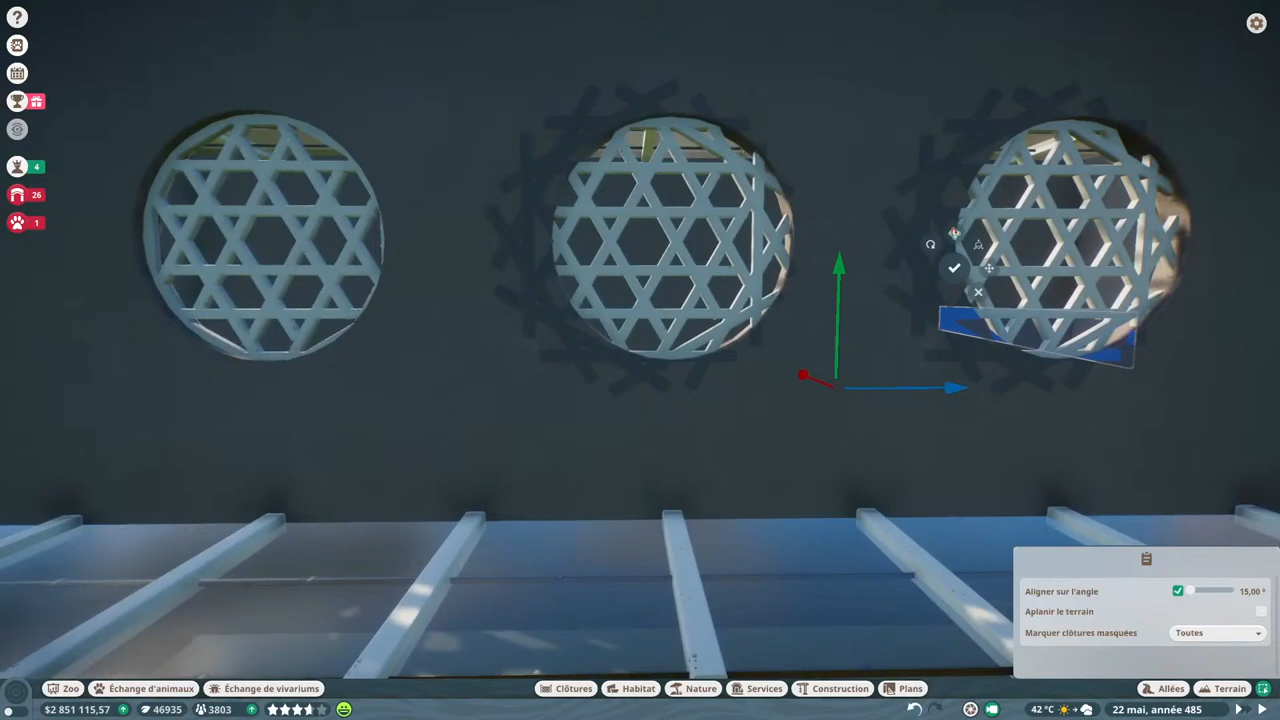 ?
4
26
1
Aligner sur l'angle
15,00 °
Aplanir le terrain
Marquer clôtures masquées
Toutes
Zoo
Échange d'animaux
Échange de vivariums
Clôtures
Habitat
Nature
Services
Construction
Plans
Allées
Terrain
$2 851 115,57
46935
3803
42 °C
22 mai, année 485